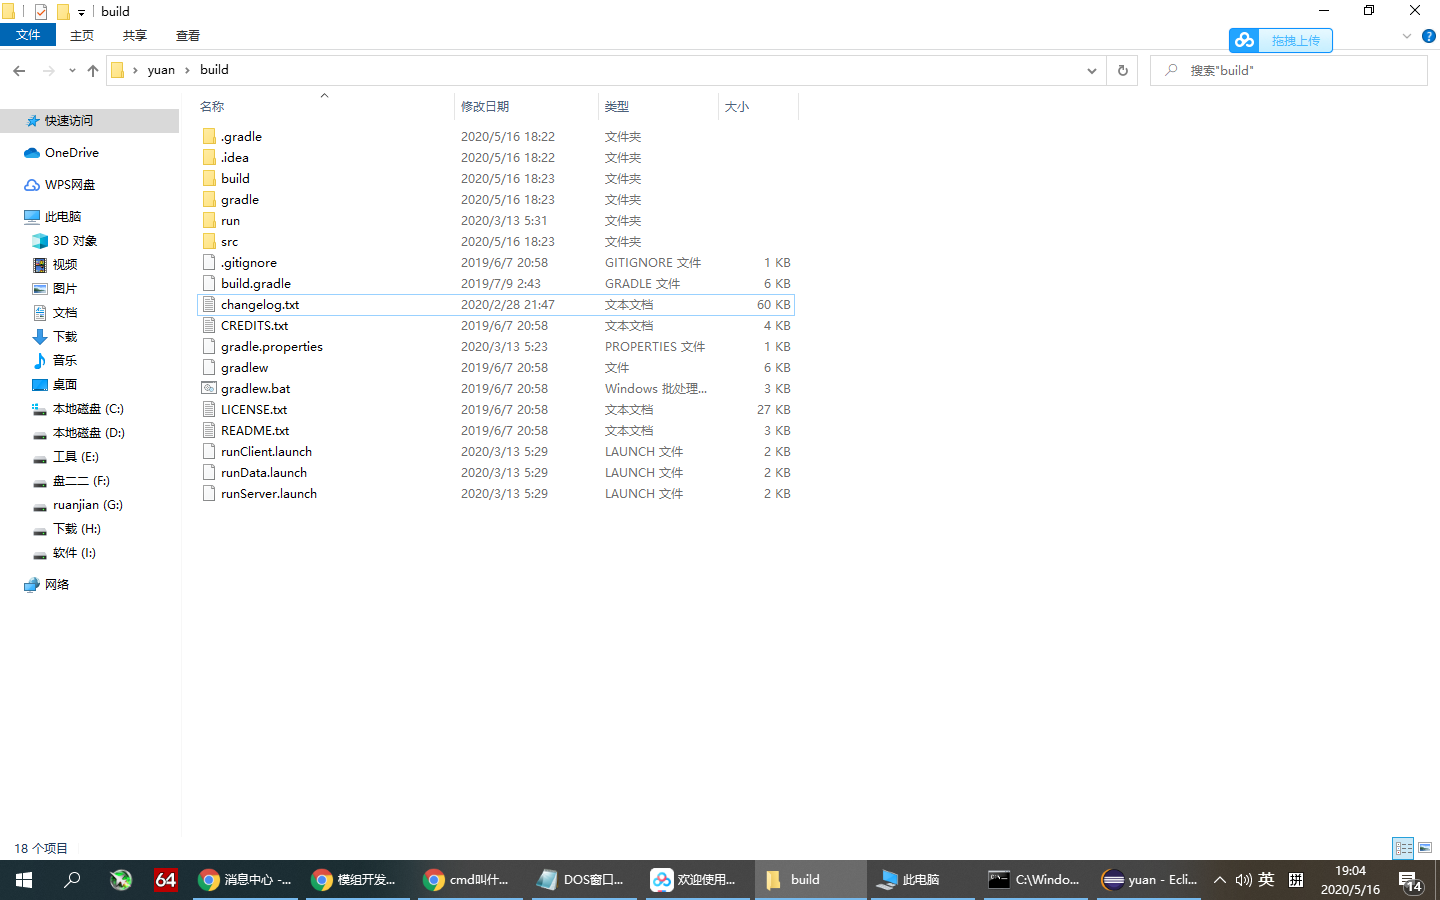 build
文件 主页 共享 查看
拖拽上传
yuan build
搜索"build"
名称 修改日期 类型 大小
快速访问
OneDrive
WPS网盘
此电脑
3D 对象
视频
图片
文档
下载
音乐
桌面
本地磁盘 (C:)
本地磁盘 (D:)
工具 (E:)
盘二二 (F:)
ruanjian (G:)
下载 (H:)
软件 (I:)
网络
.gradle 2020/5/16 18:22 文件夹
.idea 2020/5/16 18:22 文件夹
build 2020/5/16 18:23 文件夹
gradle 2020/5/16 18:23 文件夹
run 2020/3/13 5:31 文件夹
src 2020/5/16 18:23 文件夹
.gitignore 2019/6/7 20:58 GITIGNORE 文件 1 KB
build.gradle 2019/7/9 2:43 GRADLE 文件 6 KB
changelog.txt 2020/2/28 21:47 文本文档 60 KB
CREDITS.txt 2019/6/7 20:58 文本文档 4 KB
gradle.properties 2020/3/13 5:23 PROPERTIES 文件 1 KB
gradlew 2019/6/7 20:58 文件 6 KB
gradlew.bat 2019/6/7 20:58 Windows 批处理... 3 KB
LICENSE.txt 2019/6/7 20:58 文本文档 27 KB
README.txt 2019/6/7 20:58 文本文档 3 KB
runClient.launch 2020/3/13 5:29 LAUNCH 文件 2 KB
runData.launch 2020/3/13 5:29 LAUNCH 文件 2 KB
runServer.launch 2020/3/13 5:29 LAUNCH 文件 2 KB
18 个项目
64 消息中心 -... 模组开发... cmd叫什... DOS窗口... 欢迎使用... build 此电脑 C:\Windo... yuan - Ecli... 英 拼 19:04
2020/5/16 14